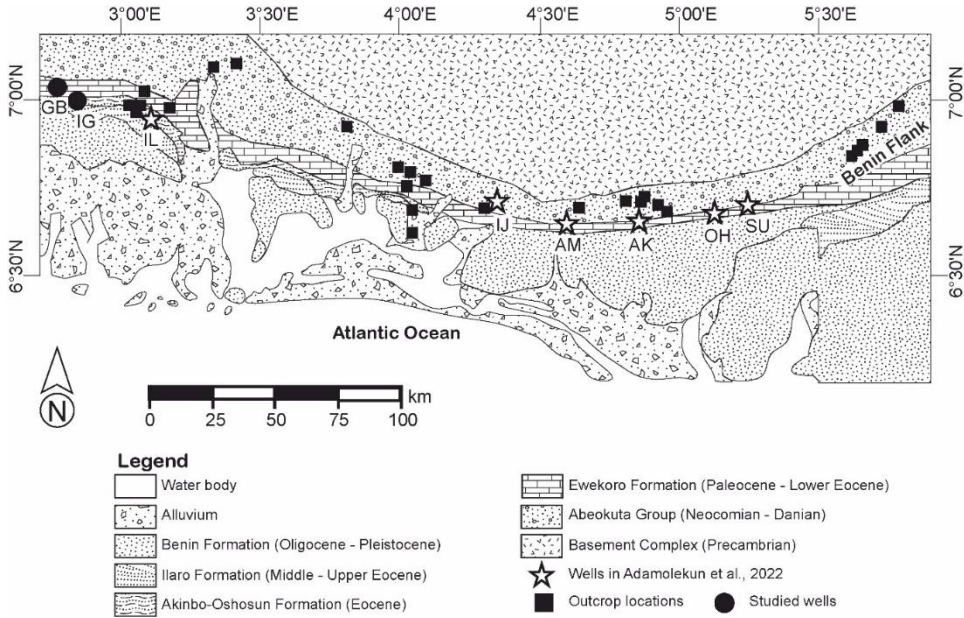 3°00'E 3°30'E 4°00'E 4°30'E 5°00'E 5°30'E
7°00'N
7°00'N
GB
IG
IL
Benin Flank
IJ
AM
AK
OH
SU
6°30'N
6°30'N
Atlantic Ocean
N
km
0 25 50 75 100
Legend
Water body
Alluvium
Benin Formation (Oligocene - Pleistocene)
Ilaro Formation (Middle - Upper Eocene)
Akinbo-Oshosun Formation (Eocene)
Ewekoro Formation (Paleocene - Lower Eocene)
Abeokuta Group (Neocomian - Danian)
Basement Complex (Precambrian)
Wells in Adamolekun et al., 2022
Outcrop locations
Studied wells